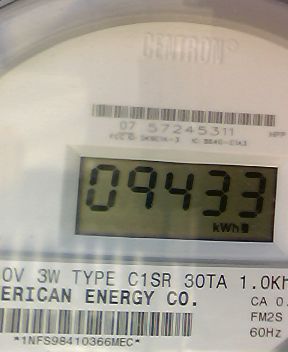 CENTRON®
07 57245311
09433
kWh
0V 3W TYPE C1SR 30TA 1.0Kh
ERICAN ENERGY CO.
CA 0.
FM2S
60Hz
*1NFS98410366MEC*